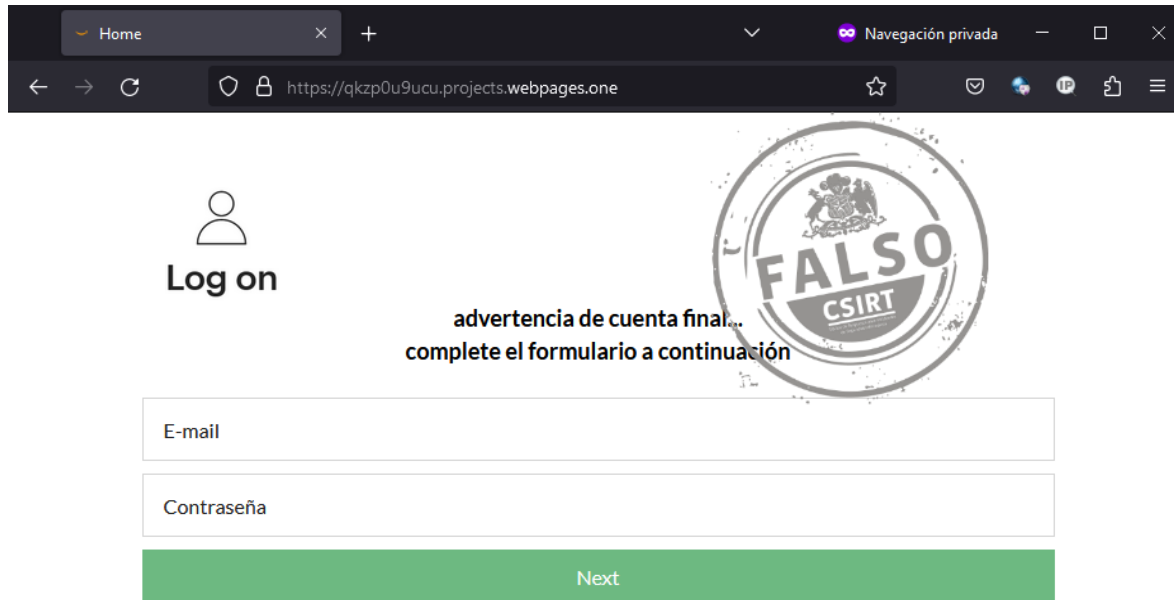 Home
Navegación privada
https://qkzp0u9ucu.projects.webpages.one
IP
FALSO
CSIRT
Log on
advertencia de cuenta final...
complete el formulario a continuación
E-mail
Contraseña
Next